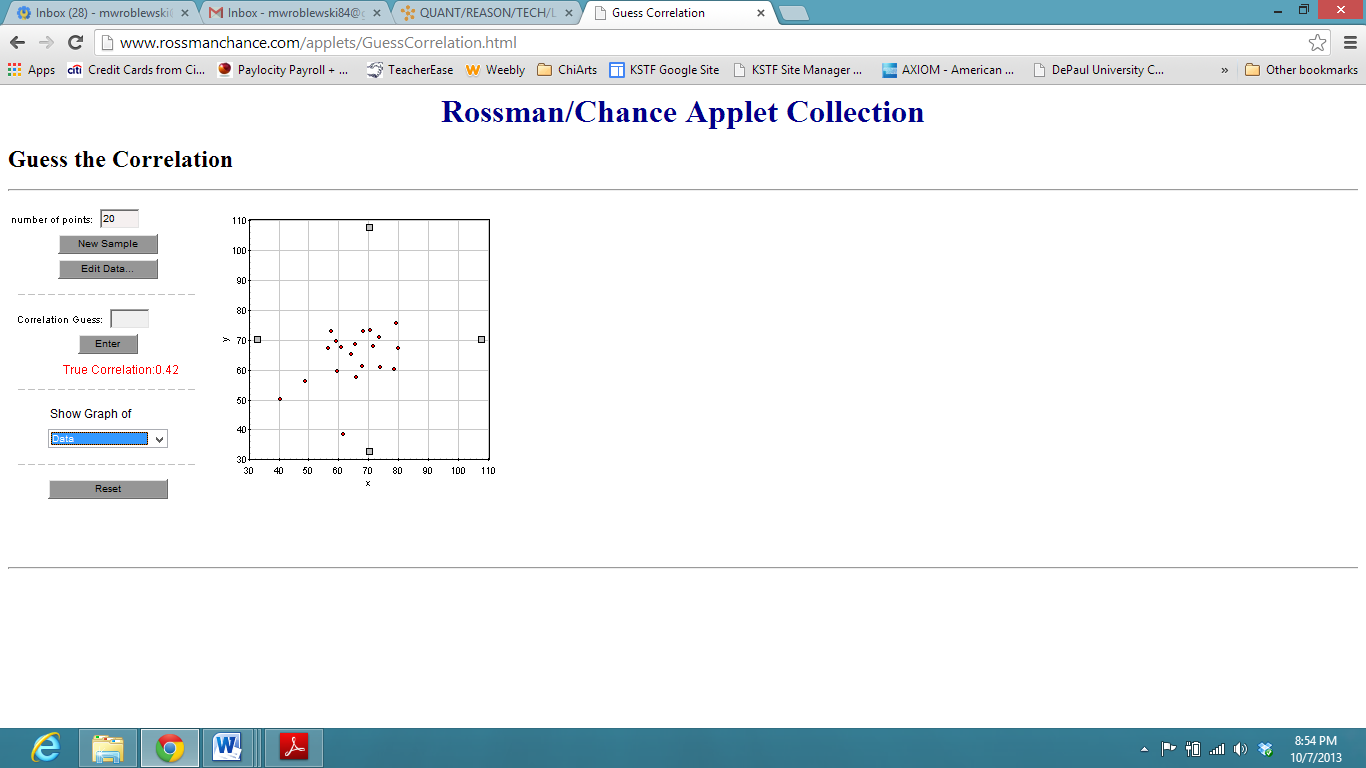 Inbox (28) - mwroblewski
Inbox - mwroblewski84@g
QUANT/REASON/TECH/L
Guess Correlation
www.rossmanchance.com/applets/GuessCorrelation.html
Apps
citi Credit Cards from Ci...
Paylocity Payroll + ...
TeacherEase
Weebly
ChiArts
KSTF Google Site
KSTF Site Manager ...
AXIOM - American ...
DePaul University C...
»
Other bookmarks
Rossman/Chance Applet Collection
Guess the Correlation
number of points: 20
New Sample
Edit Data...
Correlation Guess:
Enter
True Correlation:0.42
Show Graph of
Data
Reset
110
100
90
80
y 70
60
50
40
30
30 40 50 60 70 80 90 100 110
x
8:54 PM
10/7/2013